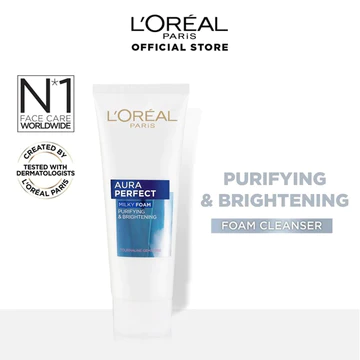 L'ORÉAL
PARiS
OFFICIAL STORE
N*1
FACE CARE
WORLDWIDE
CREATED BY
TESTED WITH
DERMATOLOGISTS
L'ORÉAL PARIS
L'ORÉAL
PARIS
AURA
PERFECT
MILKY FOAM
PURIFYING
& BRIGHTENING
PURIFYING
& BRIGHTENING
FOAM CLEANSER